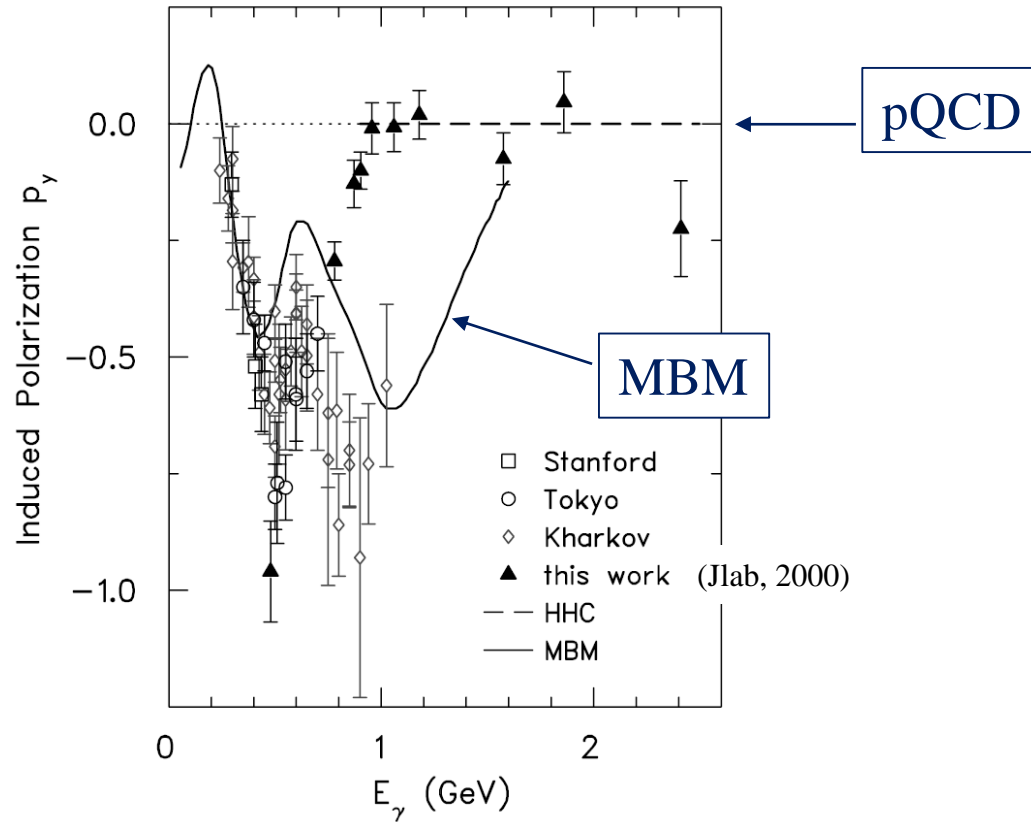 0.0
−0.5
−1.0
Induced Polarization p_y
0
1
2
E_γ (GeV)
pQCD
MBM
Stanford
Tokyo
Kharkov
this work (Jlab, 2000)
HHC
MBM